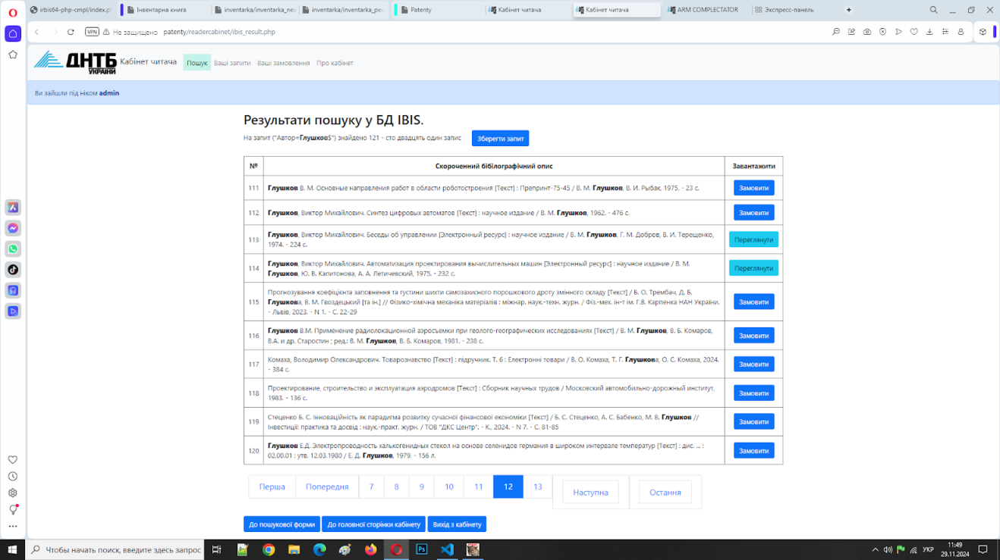 irbis64-php-cmpl/index.p
Інвентарна книга
inventarka/inventarka_ne
inventarka/inventarka_pe
Patenty
Кабінет читача
Кабінет читача
ARM COMPLECTATOR
Экспресс-панель
VPN Не защищено patenty/readercabinet/ibis_result.php
ДНТБ УКРАЇНИ Кабінет читача Пошук Ваші запити Ваші замовлення Про кабінет
Ви зайшли під ніком admin
Результати пошуку у БД IBIS.
На запит ("Автор=Глушков$") знайдено 121 - сто двадцять один запис Зберегти запит
№ Скороченний бібілографічний опис Завантажити
111 Глушков В. М. Основные направления работ в области роботостроения [Текст] : Препринт-75-45 / В. М. Глушков, В. И. Рыбак, 1975. - 23 с. Замовити
112 Глушков, Виктор Михайлович. Синтез цифровых автоматов [Текст] : научное издание / В. М. Глушков, 1962. - 476 с. Замовити
113 Глушков, Виктор Михайлович. Беседы об управлении [Электронный ресурс] : научное издание / В. М. Глушков, Г. М. Добров, В. И. Терещенко,
1974. - 224 с. Переглянути
114 Глушков, Виктор Михайлович. Автоматизация проектирования вычислительных машин [Электронный ресурс] : научное издание / В. М.
Глушков, Ю. В. Капитонова, А. А. Летичевский, 1975. - 232 с. Переглянути
115 Прогнозування коефіцієнта заповнення та густини шихти самозахисного порошкового дроту змінного складу [Текст] / Б. О. Трембач, Д. Б.
Глушкова, В. М. Гвоздецький [та ін.] // Фізико-хімічна механіка матеріалів : міжнар. наук.-техн. журн. / Фіз.-мех. ін-т ім. Г.В. Карпенка НАН України.
- Львів, 2023. - N 1. - С. 22-29 Замовити
116 Глушков В.М. Применение радиолокационной аэросъемки при геолого-географических исследованиях [Текст] / В. М. Глушков, В. Б. Комаров,
В.А. и др. Старостин ; ред.: В. М. Глушков, В. Б. Комаров, 1981. - 238 с. Замовити
117 Комаха, Володимир Олександрович. Товарознавство [Текст] : підручник. Т. 6 : Електронні товари / В. О. Комаха, Т. Г. Глушкова, О. С. Комаха, 2024.
- 384 с. Замовити
118 Проектирование, строительство и эксплуатация аэродромов [Текст] : Сборник научных трудов / Московский автомобильно-дорожный институт,
1983. - 136 с. Замовити
119 Стеценко Б. С. Інноваційність як парадигма розвитку сучасної фінансової економіки [Текст] / Б. С. Стеценко, А. С. Бабенко, М. В. Глушков //
Інвестиції: практика та досвід : наук.-практ. журн. / ТОВ "ДКС Центр". - К., 2024. - N 7. - С. 81-85 Замовити
120 Глушков Е.Д. Электропроводность халькогенидных стекол на основе селенидов германия в широком интервале температур [Текст] : дис. ... :
02.00.01 : утв. 12.03.1980 / Е. Д. Глушков, 1979. - 156 л. Замовити
Перша Попередня 7 8 9 10 11 12 13 Наступна Остання
До пошукової форми До головної сторінки кабінету Вихід з кабінету
Чтобы начать поиск, введите здесь запрос
УКР
11:49
29.11.2024